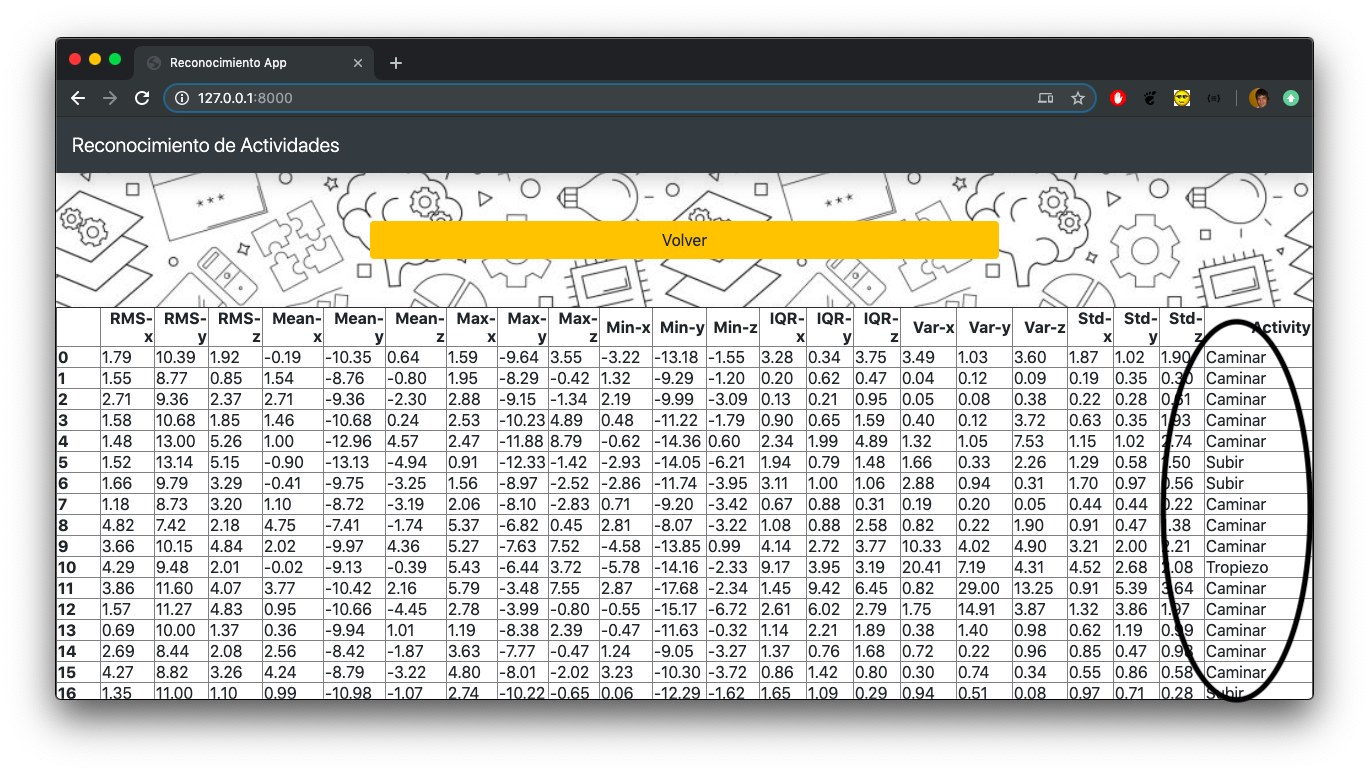 Reconocimiento App
127.0.0.1:8000
Reconocimiento de Actividades
***
***
Volver
RMS-x RMS-y RMS-z Mean-x Mean-y Mean-z Max-x Max-y Max-z Min-x Min-y Min-z IQR-x IQR-y IQR-z Var-x Var-y Var-z Std-x Std-y Std-z Activity
0 1.79 10.39 1.92 -0.19 -10.35 0.64 1.59 -9.64 3.55 -3.22 -13.18 -1.55 3.28 0.34 3.75 3.49 1.03 3.60 1.87 1.02 1.90 Caminar
1 1.55 8.77 0.85 1.54 -8.76 -0.80 1.95 -8.29 -0.42 1.32 -9.29 -1.20 0.20 0.62 0.47 0.04 0.12 0.09 0.19 0.35 0.30 Caminar
2 2.71 9.36 2.37 2.71 -9.36 -2.30 2.88 -9.15 -1.34 2.19 -9.99 -3.09 0.13 0.21 0.95 0.05 0.08 0.38 0.22 0.28 0.61 Caminar
3 1.58 10.68 1.85 1.46 -10.68 0.24 2.53 -10.23 4.89 0.48 -11.22 -1.79 0.90 0.65 1.59 0.40 0.12 3.72 0.63 0.35 1.93 Caminar
4 1.48 13.00 5.26 1.00 -12.96 4.57 2.47 -11.88 8.79 -0.62 -14.36 0.60 2.34 1.99 4.89 1.32 1.05 7.53 1.15 1.02 2.74 Caminar
5 1.52 13.14 5.15 -0.90 -13.13 -4.94 0.91 -12.33 -1.42 -2.93 -14.05 -6.21 1.94 0.79 1.48 1.66 0.33 2.26 1.29 0.58 1.50 Subir
6 1.66 9.79 3.29 -0.41 -9.75 -3.25 1.56 -8.97 -2.52 -2.86 -11.74 -3.95 3.11 1.00 1.06 2.88 0.94 0.31 1.70 0.97 0.56 Subir
7 1.18 8.73 3.20 1.10 -8.72 -3.19 2.06 -8.10 -2.83 0.71 -9.20 -3.42 0.67 0.88 0.31 0.19 0.20 0.05 0.44 0.44 0.22 Caminar
8 4.82 7.42 2.18 4.75 -7.41 -1.74 5.37 -6.82 0.45 2.81 -8.07 -3.22 1.08 0.88 2.58 0.82 0.22 1.90 0.91 0.47 1.38 Caminar
9 3.66 10.15 4.84 2.02 -9.97 4.36 5.27 -7.63 7.52 -4.58 -13.85 0.99 4.14 2.72 3.77 10.33 4.02 4.90 3.21 2.00 2.21 Caminar
10 4.29 9.48 2.01 -0.02 -9.13 -0.39 5.43 -6.44 3.72 -5.78 -14.16 -2.33 9.17 3.95 3.19 20.41 7.19 4.31 4.52 2.68 2.08 Tropiezo
11 3.86 11.60 4.07 3.77 -10.42 2.16 5.79 -3.48 7.55 2.87 -17.68 -2.34 1.45 9.42 6.45 0.82 29.00 13.25 0.91 5.39 3.64 Caminar
12 1.57 11.27 4.83 0.95 -10.66 -4.45 2.78 -3.99 -0.80 -0.55 -15.17 -6.72 2.61 6.02 2.79 1.75 14.91 3.87 1.32 3.86 1.97 Caminar
13 0.69 10.00 1.37 0.36 -9.94 1.01 1.19 -8.38 2.39 -0.47 -11.63 -0.32 1.14 2.21 1.89 0.38 1.40 0.98 0.62 1.19 0.99 Caminar
14 2.69 8.44 2.08 2.56 -8.42 -1.87 3.63 -7.77 -0.47 1.24 -9.05 -3.27 1.37 0.76 1.68 0.72 0.22 0.96 0.85 0.47 0.98 Caminar
15 4.27 8.82 3.26 4.24 -8.79 -3.22 4.80 -8.01 -2.02 3.23 -10.30 -3.72 0.86 1.42 0.80 0.30 0.74 0.34 0.55 0.86 0.58 Caminar
16 1.35 11.00 1.10 0.99 -10.98 -1.07 2.74 -10.22 -0.65 0.06 -12.29 -1.62 1.65 1.09 0.29 0.94 0.51 0.08 0.97 0.71 0.28 Subir